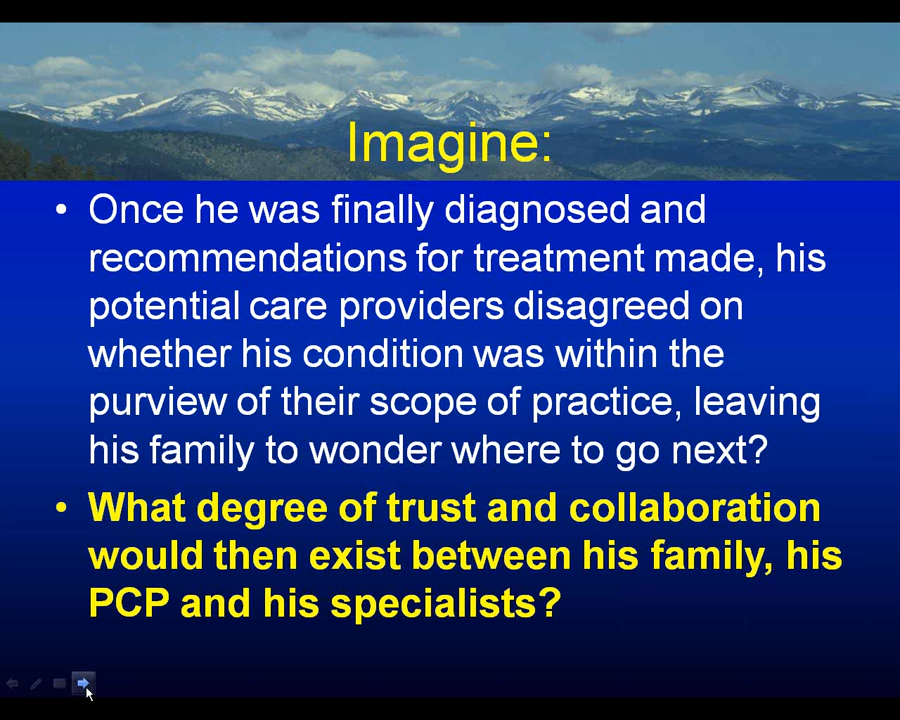 Imagine:
• Once he was finally diagnosed and
recommendations for treatment made, his
potential care providers disagreed on
whether his condition was within the
purview of their scope of practice, leaving
his family to wonder where to go next?
• What degree of trust and collaboration
would then exist between his family, his
PCP and his specialists?